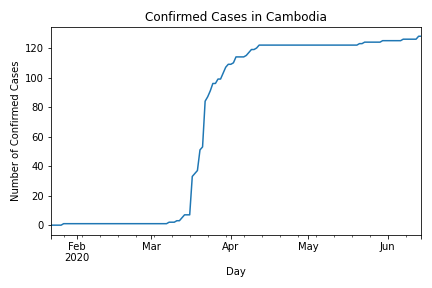 Confirmed Cases in Cambodia
Number of Confirmed Cases
120
100
80
60
40
20
0
Feb Mar Apr May Jun
2020
Day